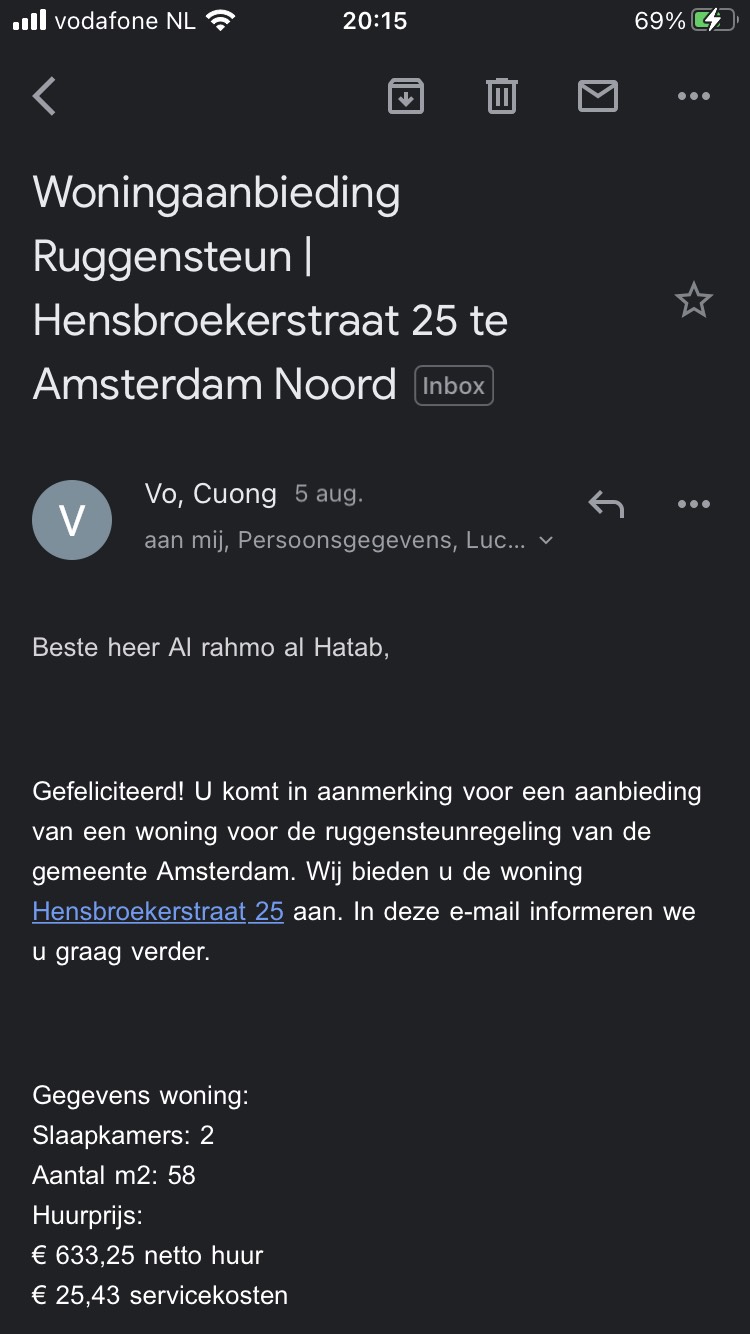 vodafone NL 20:15 69%
Woningaanbieding
Ruggensteun |
Hensbroekerstraat 25 te
Amsterdam Noord Inbox
V
Vo, Cuong 5 aug.
aan mij, Persoonsgegevens, Luc...
Beste heer Al rahmo al Hatab,
Gefeliciteerd! U komt in aanmerking voor een aanbieding
van een woning voor de ruggensteunregeling van de
gemeente Amsterdam. Wij bieden u de woning
Hensbroekerstraat 25 aan. In deze e-mail informeren we
u graag verder.
Gegevens woning:
Slaapkamers: 2
Aantal m2: 58
Huurprijs:
€ 633,25 netto huur
€ 25,43 servicekosten